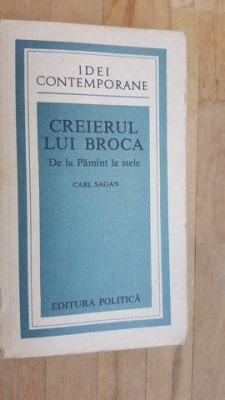 IDEI
CONTEMPORANE
CREIERUL
LUI BROCA
De la Pămînt la stele
CARL SAGAN
EDITURA POLITICĂ